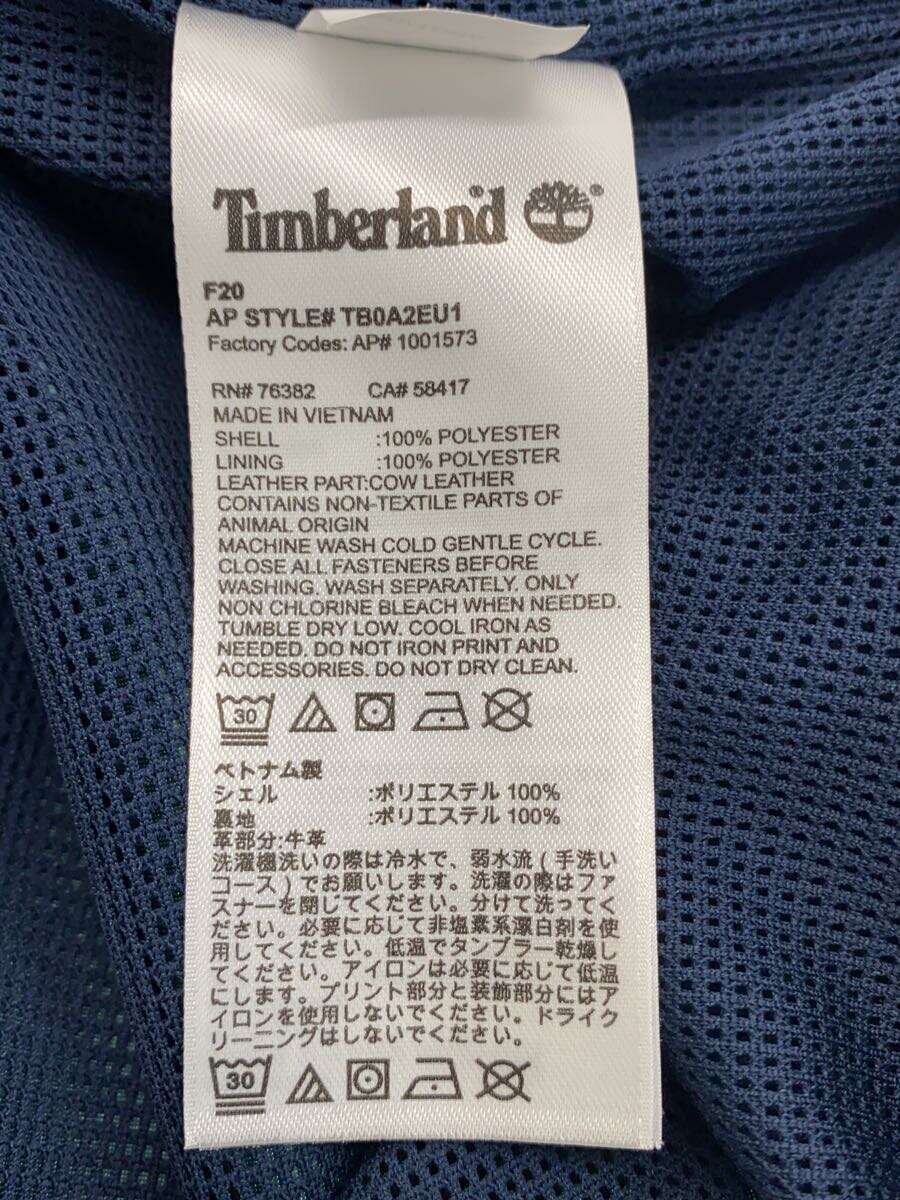 Timberland ®
F20
AP STYLE# TB0A2EU1
Factory Codes: AP# 1001573
RN# 76382 CA# 58417
MADE IN VIETNAM
SHELL :100% POLYESTER
LINING :100% POLYESTER
LEATHER PART:COW LEATHER
CONTAINS NON-TEXTILE PARTS OF
ANIMAL ORIGIN
MACHINE WASH COLD GENTLE CYCLE.
CLOSE ALL FASTENERS BEFORE
WASHING. WASH SEPARATELY. ONLY
NON CHLORINE BLEACH WHEN NEEDED.
TUMBLE DRY LOW. COOL IRON AS
NEEDED. DO NOT IRON PRINT AND
ACCESSORIES. DO NOT DRY CLEAN.
30
ベトナム製
シェル :ポリエステル 100%
裏地 :ポリエステル 100%
革部分:牛革
洗濯機洗いの際は冷水で、弱水流(手洗い
コース)でお願いします。洗濯の際はファ
スナーを閉じてください。分けて洗ってく
ださい。必要に応じて非塩素系漂白剤を使
用してください。低温でタンブラー乾燥し
てください。アイロンは必要に応じて低温
にします。プリント部分と装飾部分にはア
イロンを使用しないでください。ドライク
リーニングはしないでください。
30